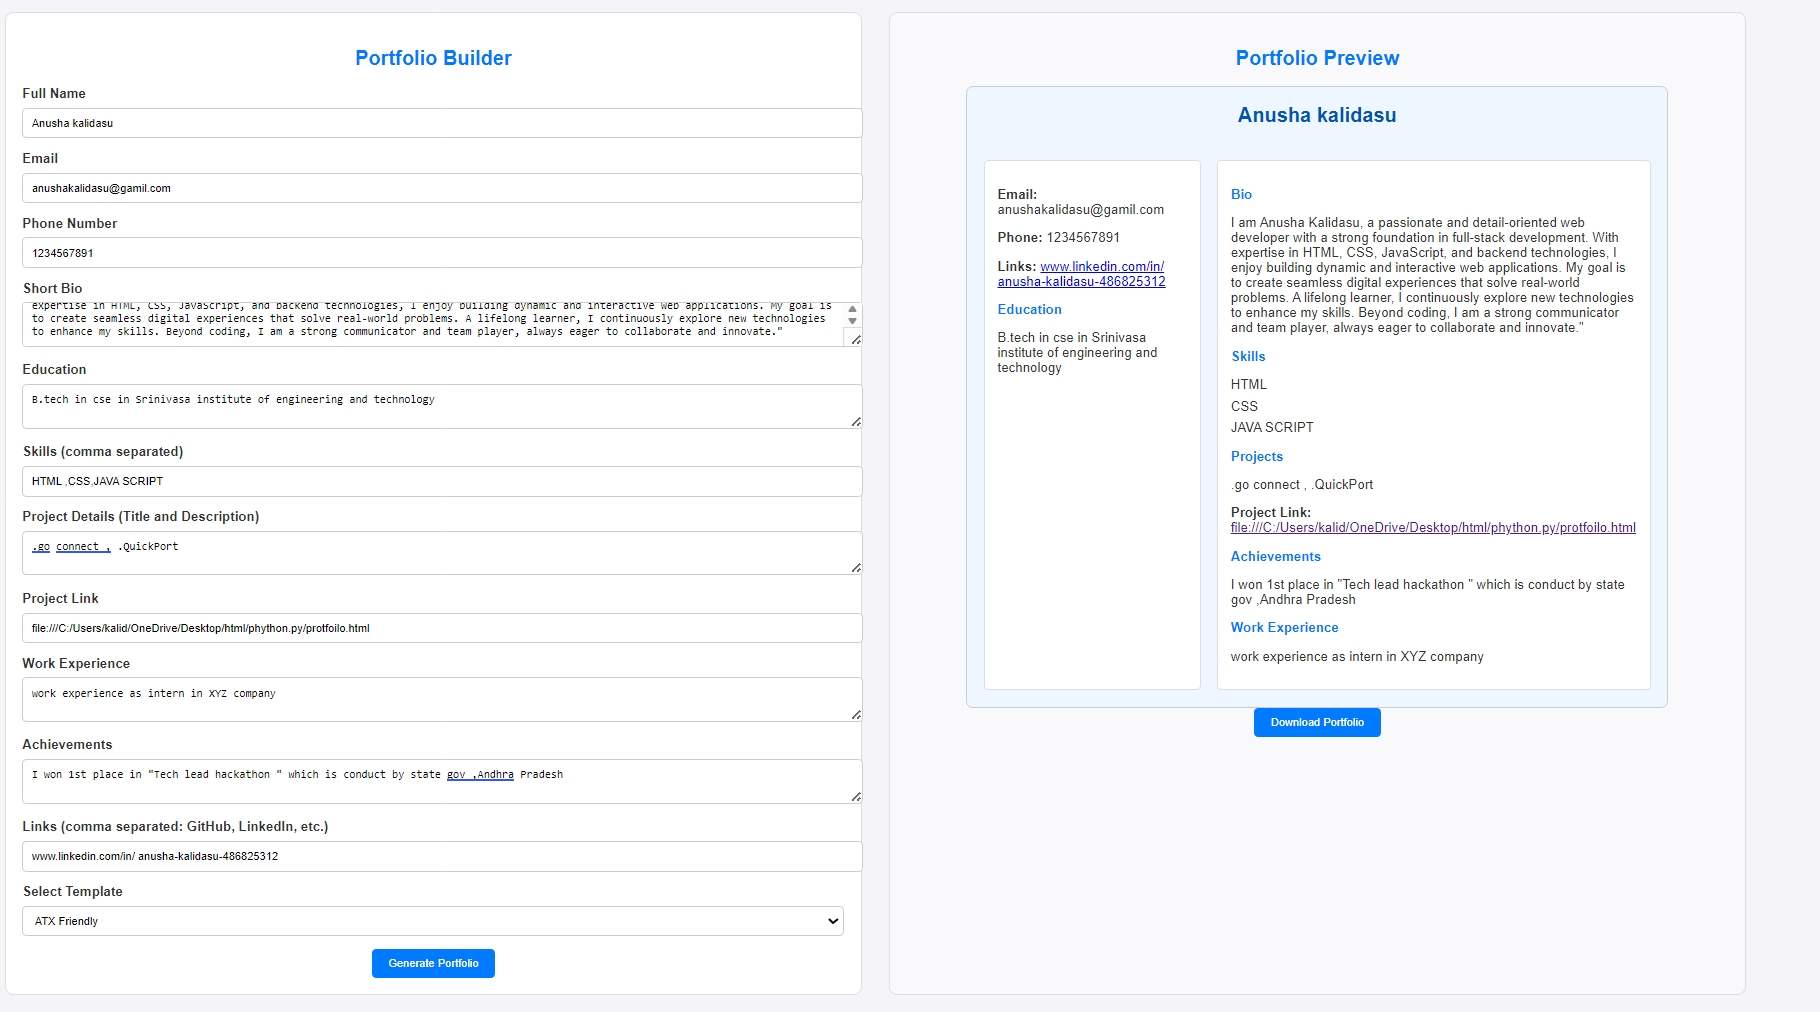 Portfolio Builder
Full Name
Anusha kalidasu
Email
anushakalidasu@gamil.com
Phone Number
1234567891
Short Bio
expertise in HTML, CSS, JavaScript, and backend technologies, I enjoy building dynamic and interactive web applications. My goal is
to create seamless digital experiences that solve real-world problems. A lifelong learner, I continuously explore new technologies
to enhance my skills. Beyond coding, I am a strong communicator and team player, always eager to collaborate and innovate."
Education
B.tech in cse in Srinivasa institute of engineering and technology
Skills (comma separated)
HTML ,CSS,JAVA SCRIPT
Project Details (Title and Description)
.go connect , .QuickPort
Project Link
file:///C:/Users/kalid/OneDrive/Desktop/html/phython.py/protfoilo.html
Work Experience
work experience as intern in XYZ company
Achievements
I won 1st place in "Tech lead hackathon " which is conduct by state gov ,Andhra Pradesh
Links (comma separated: GitHub, LinkedIn, etc.)
www.linkedin.com/in/ anusha-kalidasu-486825312
Select Template
ATX Friendly
Generate Portfolio
Portfolio Preview
Anusha kalidasu
Email:
anushakalidasu@gamil.com
Phone: 1234567891
Links: www.linkedin.com/in/
anusha-kalidasu-486825312
Education
B.tech in cse in Srinivasa
institute of engineering and
technology
Bio
I am Anusha Kalidasu, a passionate and detail-oriented web
developer with a strong foundation in full-stack development. With
expertise in HTML, CSS, JavaScript, and backend technologies, I
enjoy building dynamic and interactive web applications. My goal is
to create seamless digital experiences that solve real-world
problems. A lifelong learner, I continuously explore new technologies
to enhance my skills. Beyond coding, I am a strong communicator
and team player, always eager to collaborate and innovate."
Skills
HTML
CSS
JAVA SCRIPT
Projects
.go connect , .QuickPort
Project Link:
file:///C:/Users/kalid/OneDrive/Desktop/html/phython.py/protfoilo.html
Achievements
I won 1st place in "Tech lead hackathon " which is conduct by state
gov ,Andhra Pradesh
Work Experience
work experience as intern in XYZ company
Download Portfolio